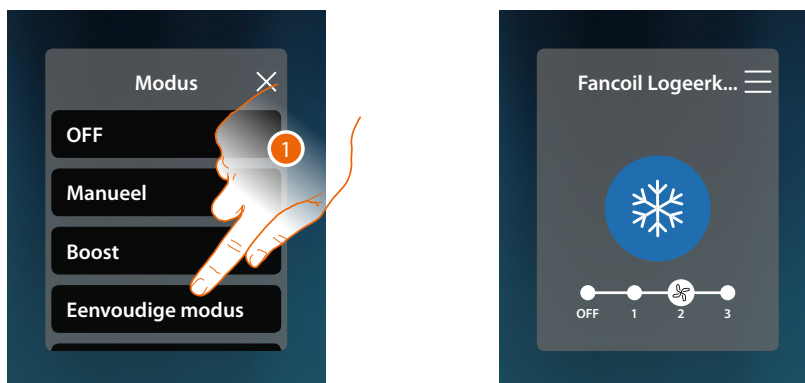 Modus
OFF
1
Manueel
Boost
Eenvoudige modus
Fancoil Logeerk...
OFF 1 2 3